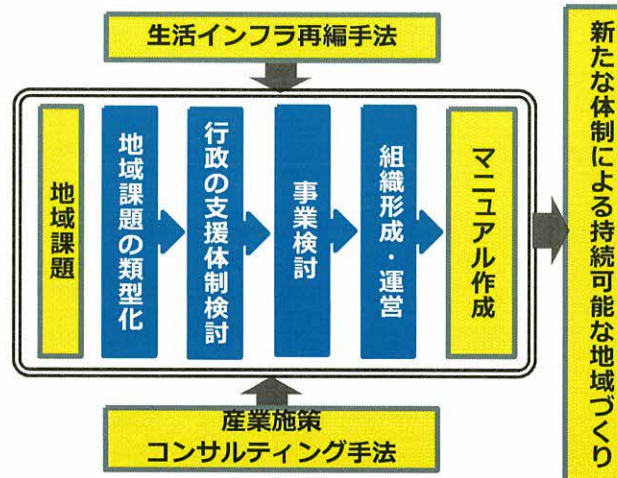 生活インフラ再編手法
地域課題
地域課題の類型化
行政の支援体制検討
事業検討
組織形成・運営
マニュアル作成
新たな体制による持続可能な地域づくり
産業施策
コンサルティング手法